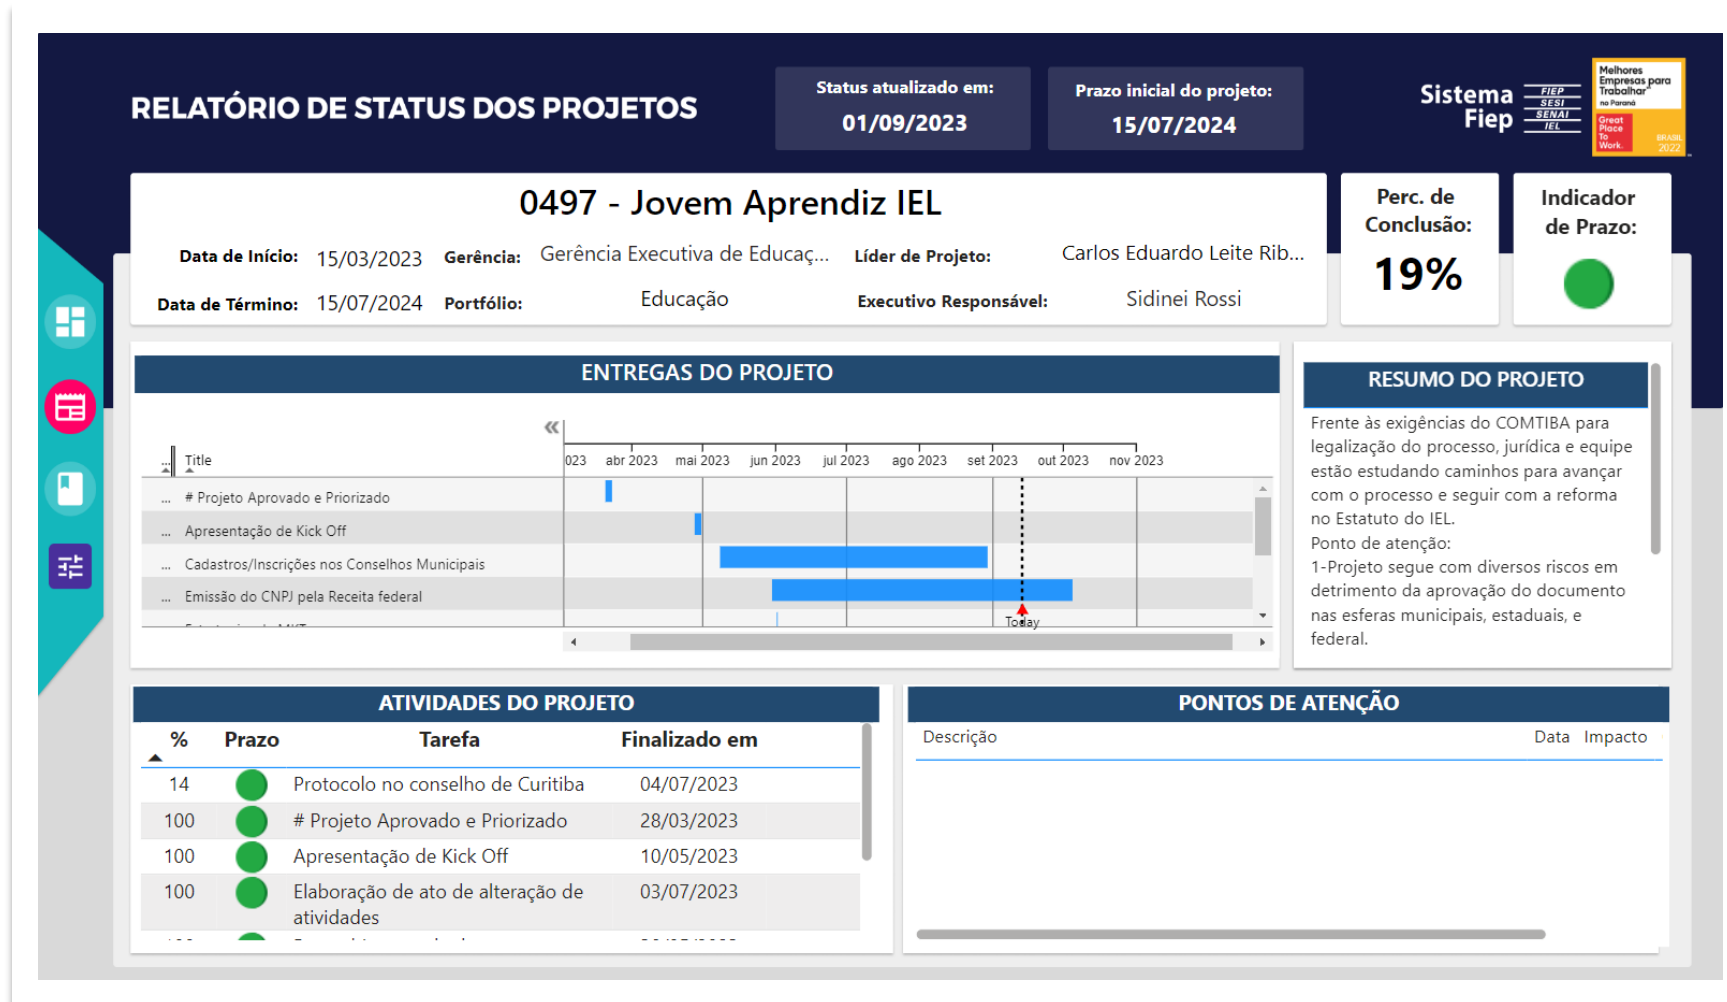 RELATÓRIO DE STATUS DOS PROJETOS
Status atualizado em:
01/09/2023
Prazo inicial do projeto:
15/07/2024
Sistema
Fiep
FIEP
SESI
SENAI
IEL
Melhores
Empresas para
Trabalhar
no Paraná
Great
Place
To
Work.
BRASIL
2022
0497 - Jovem Aprendiz IEL
Data de Início: 15/03/2023 Gerência: Gerência Executiva de Educaç... Líder de Projeto: Carlos Eduardo Leite Rib...
Data de Término: 15/07/2024 Portfólio: Educação Executivo Responsável: Sidinei Rossi
Perc. de
Conclusão:
19%
Indicador
de Prazo:
ENTREGAS DO PROJETO
... Title
023 abr 2023 mai 2023 jun 2023 jul 2023 ago 2023 set 2023 out 2023 nov 2023
... # Projeto Aprovado e Priorizado
... Apresentação de Kick Off
... Cadastros/Inscrições nos Conselhos Municipais
... Emissão do CNPJ pela Receita federal
Today
RESUMO DO PROJETO
Frente às exigências do COMTIBA para
legalização do processo, jurídica e equipe
estão estudando caminhos para avançar
com o processo e seguir com a reforma
no Estatuto do IEL.
Ponto de atenção:
1-Projeto segue com diversos riscos em
detrimento da aprovação do documento
nas esferas municipais, estaduais, e
federal.
ATIVIDADES DO PROJETO
% Prazo Tarefa Finalizado em
14 Protocolo no conselho de Curitiba 04/07/2023
100 # Projeto Aprovado e Priorizado 28/03/2023
100 Apresentação de Kick Off 10/05/2023
100 Elaboração de ato de alteração de 03/07/2023
atividades
PONTOS DE ATENÇÃO
Descrição Data Impacto